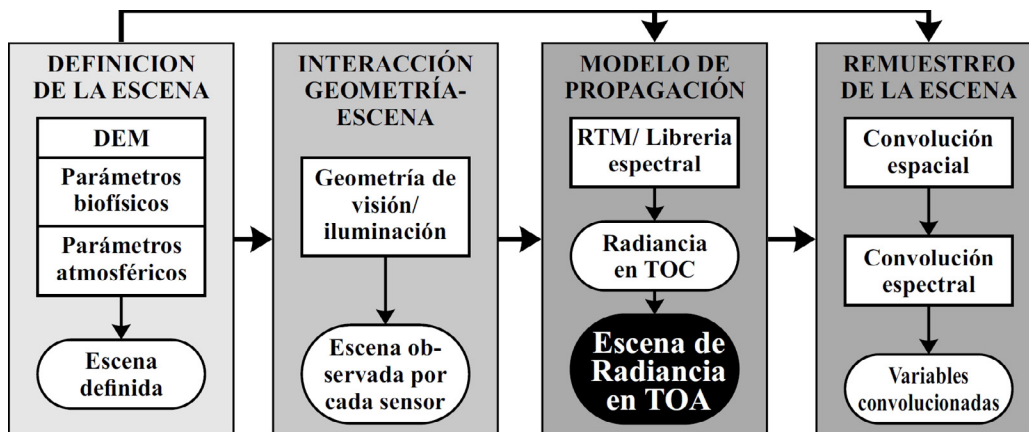 DEFINICION
DE LA ESCENA
DEM
Parámetros
biofísicos
Parámetros
atmosféricos
Escena
definida
INTERACCIÓN
GEOMETRÍA-
ESCENA
Geometría de
visión/
iluminación
Escena ob-
servada por
cada sensor
MODELO DE
PROPAGACIÓN
RTM/ Libreria
espectral
Radiancia
en TOC
Escena de
Radiancia
en TOA
REMUESTREO
DE LA ESCENA
Convolución
espacial
Convolución
espectral
Variables
convolucionadas